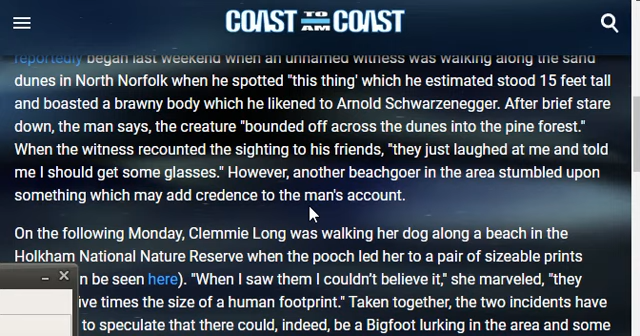 COAST TO AM COAST
reportedly began last weekend when an unnamed witness was walking along the sand
dunes in North Norfolk when he spotted "this thing' which he estimated stood 15 feet tall
and boasted a brawny body which he likened to Arnold Schwarzenegger. After brief stare
down, the man says, the creature "bounded off across the dunes into the pine forest."
When the witness recounted the sighting to his friends, "they just laughed at me and told
me I should get some glasses." However, another beachgoer in the area stumbled upon
something which may add credence to the man's account.
On the following Monday, Clemmie Long was walking her dog along a beach in the
Holkham National Nature Reserve when the pooch led her to a pair of sizeable prints
n be seen here). "When I saw them I couldn't believe it," she marveled, "they
ive times the size of a human footprint." Taken together, the two incidents have
to speculate that there could, indeed, be a Bigfoot lurking in the area and some